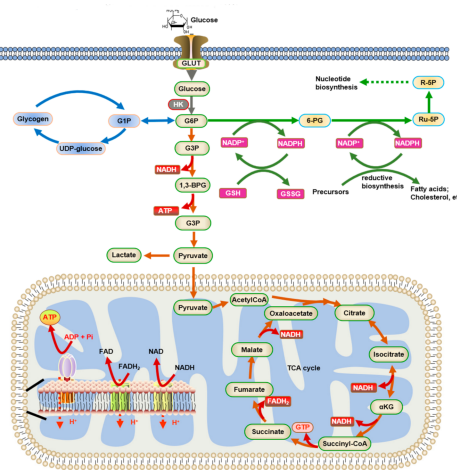 Glucose
GLUT
Glucose
HK
Nucleotide
biosynthesis
R-5P
Glycogen
G1P
G6P
6-PG
Ru-5P
UDP-glucose
G3P
NADP⁺
NADPH
NADP⁺
NADPH
NADH
1,3-BPG
GSH
GSSG
Precursors
reductive
biosynthesis
Fatty acids;
Cholesterol, et
ATP
G3P
Lactate
Pyruvate
Pyruvate
AcetylCoA
Oxaloacetate
Citrate
ATP
ADP + Pi
FAD
FADH₂
NAD
NADH
NADH
Malate
Isocitrate
TCA cycle
NADH
Fumarate
FADH₂
αKG
NADH
GTP
Succinate
Succinyl-CoA
H⁺
H⁺
H⁺